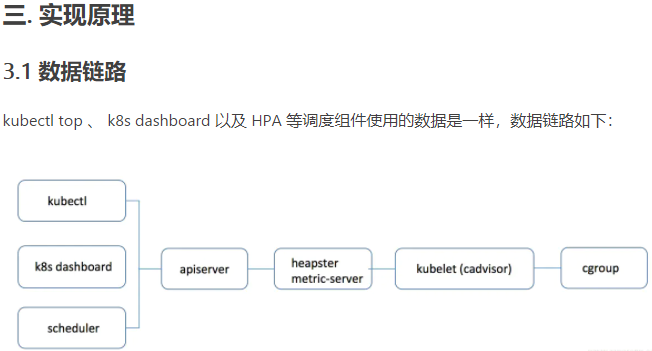 三. 实现原理
3.1 数据链路
kubectl top 、 k8s dashboard 以及 HPA 等调度组件使用的数据是一样，数据链路如下：
kubectl
k8s dashboard
scheduler
apiserver
heapster
metric-server
kubelet (cadvisor)
cgroup